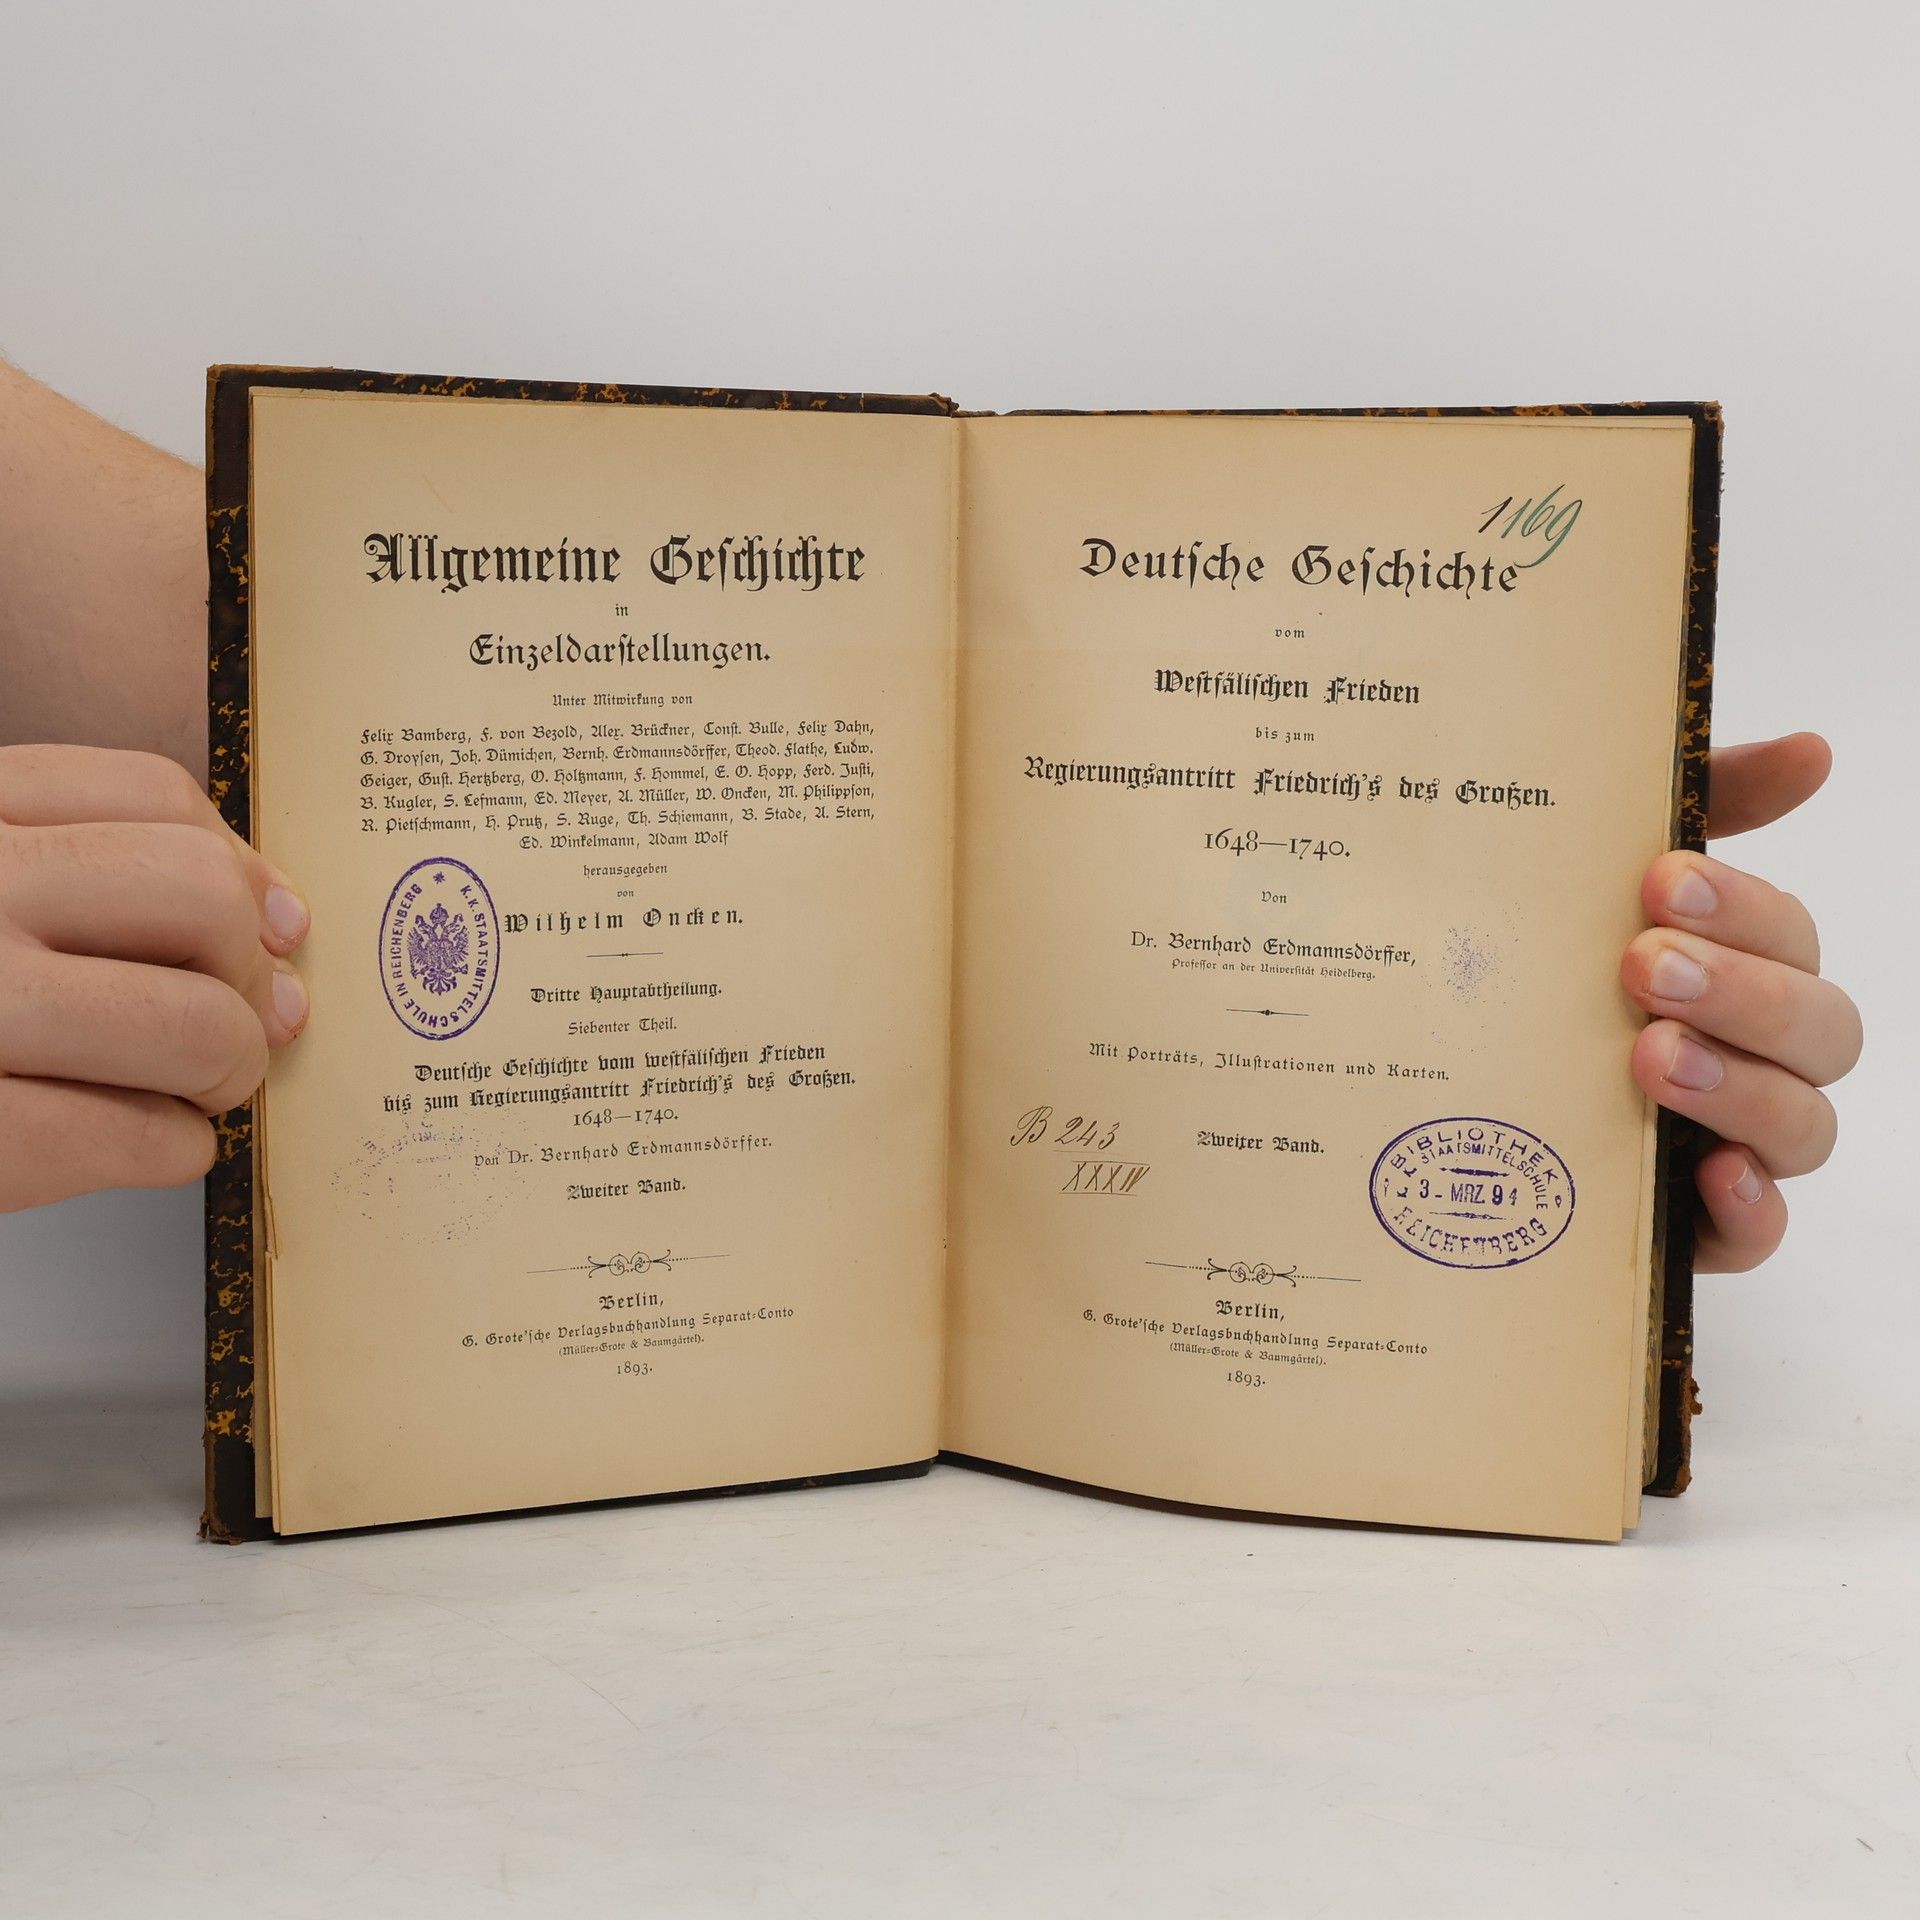 Allgemeine Geschichte
in
Einzeldarstellungen.
Unter Mitwirkung von
Felix Bamberg, F. von Bezold, Alex. Brückner, Const. Bulle, Felix Dahn,
G. Droysen, Joh. Dümichen, Bernh. Erdmannsdörffer, Theod. Flathe, Ludw.
Geiger, Gust. Hertzberg, O. Holtzmann, F. Hommel, E. O. Hopp, Ferd. Justi,
B. Kugler, S. Lefmann, Ed. Meyer, A. Müller, W. Oncken, M. Philippson,
R. Pietschmann, H. Prutz, S. Ruge, Th. Schiemann, B. Stade, A. Stern,
Ed. Winkelmann, Adam Wolf
herausgegeben
von
Wilhelm Oncken.
K. K. STAATSMITTELSCHULE IN REICHENBERG
Dritte Hauptabtheilung.
Siebenter Theil.
Deutsche Geschichte vom westfälischen Frieden
bis zum Regierungsantritt Friedrich's des Großen.
1648—1740.
Von Dr. Bernhard Erdmannsdörffer.
Zweiter Band.
Berlin,
G. Grote'sche Verlagsbuchhandlung Separat-Conto
(Müller-Grote & Baumgärtel).
1893.
1169
Deutsche Geschichte
vom
Westfälischen Frieden
bis zum
Regierungsantritt Friedrich's des Großen.
1648—1740.
Von
Dr. Bernhard Erdmannsdörffer,
Professor an der Universität Heidelberg.
Mit Porträts, Illustrationen und Karten.
B 243
XXXIV
Zweiter Band.
BIBLIOTHEK
STAATSMITTELSCHULE
3- MRZ. 94
REICHENBERG
Berlin,
G. Grote'sche Verlagsbuchhandlung Separat-Conto
(Müller-Grote & Baumgärtel).
1893.